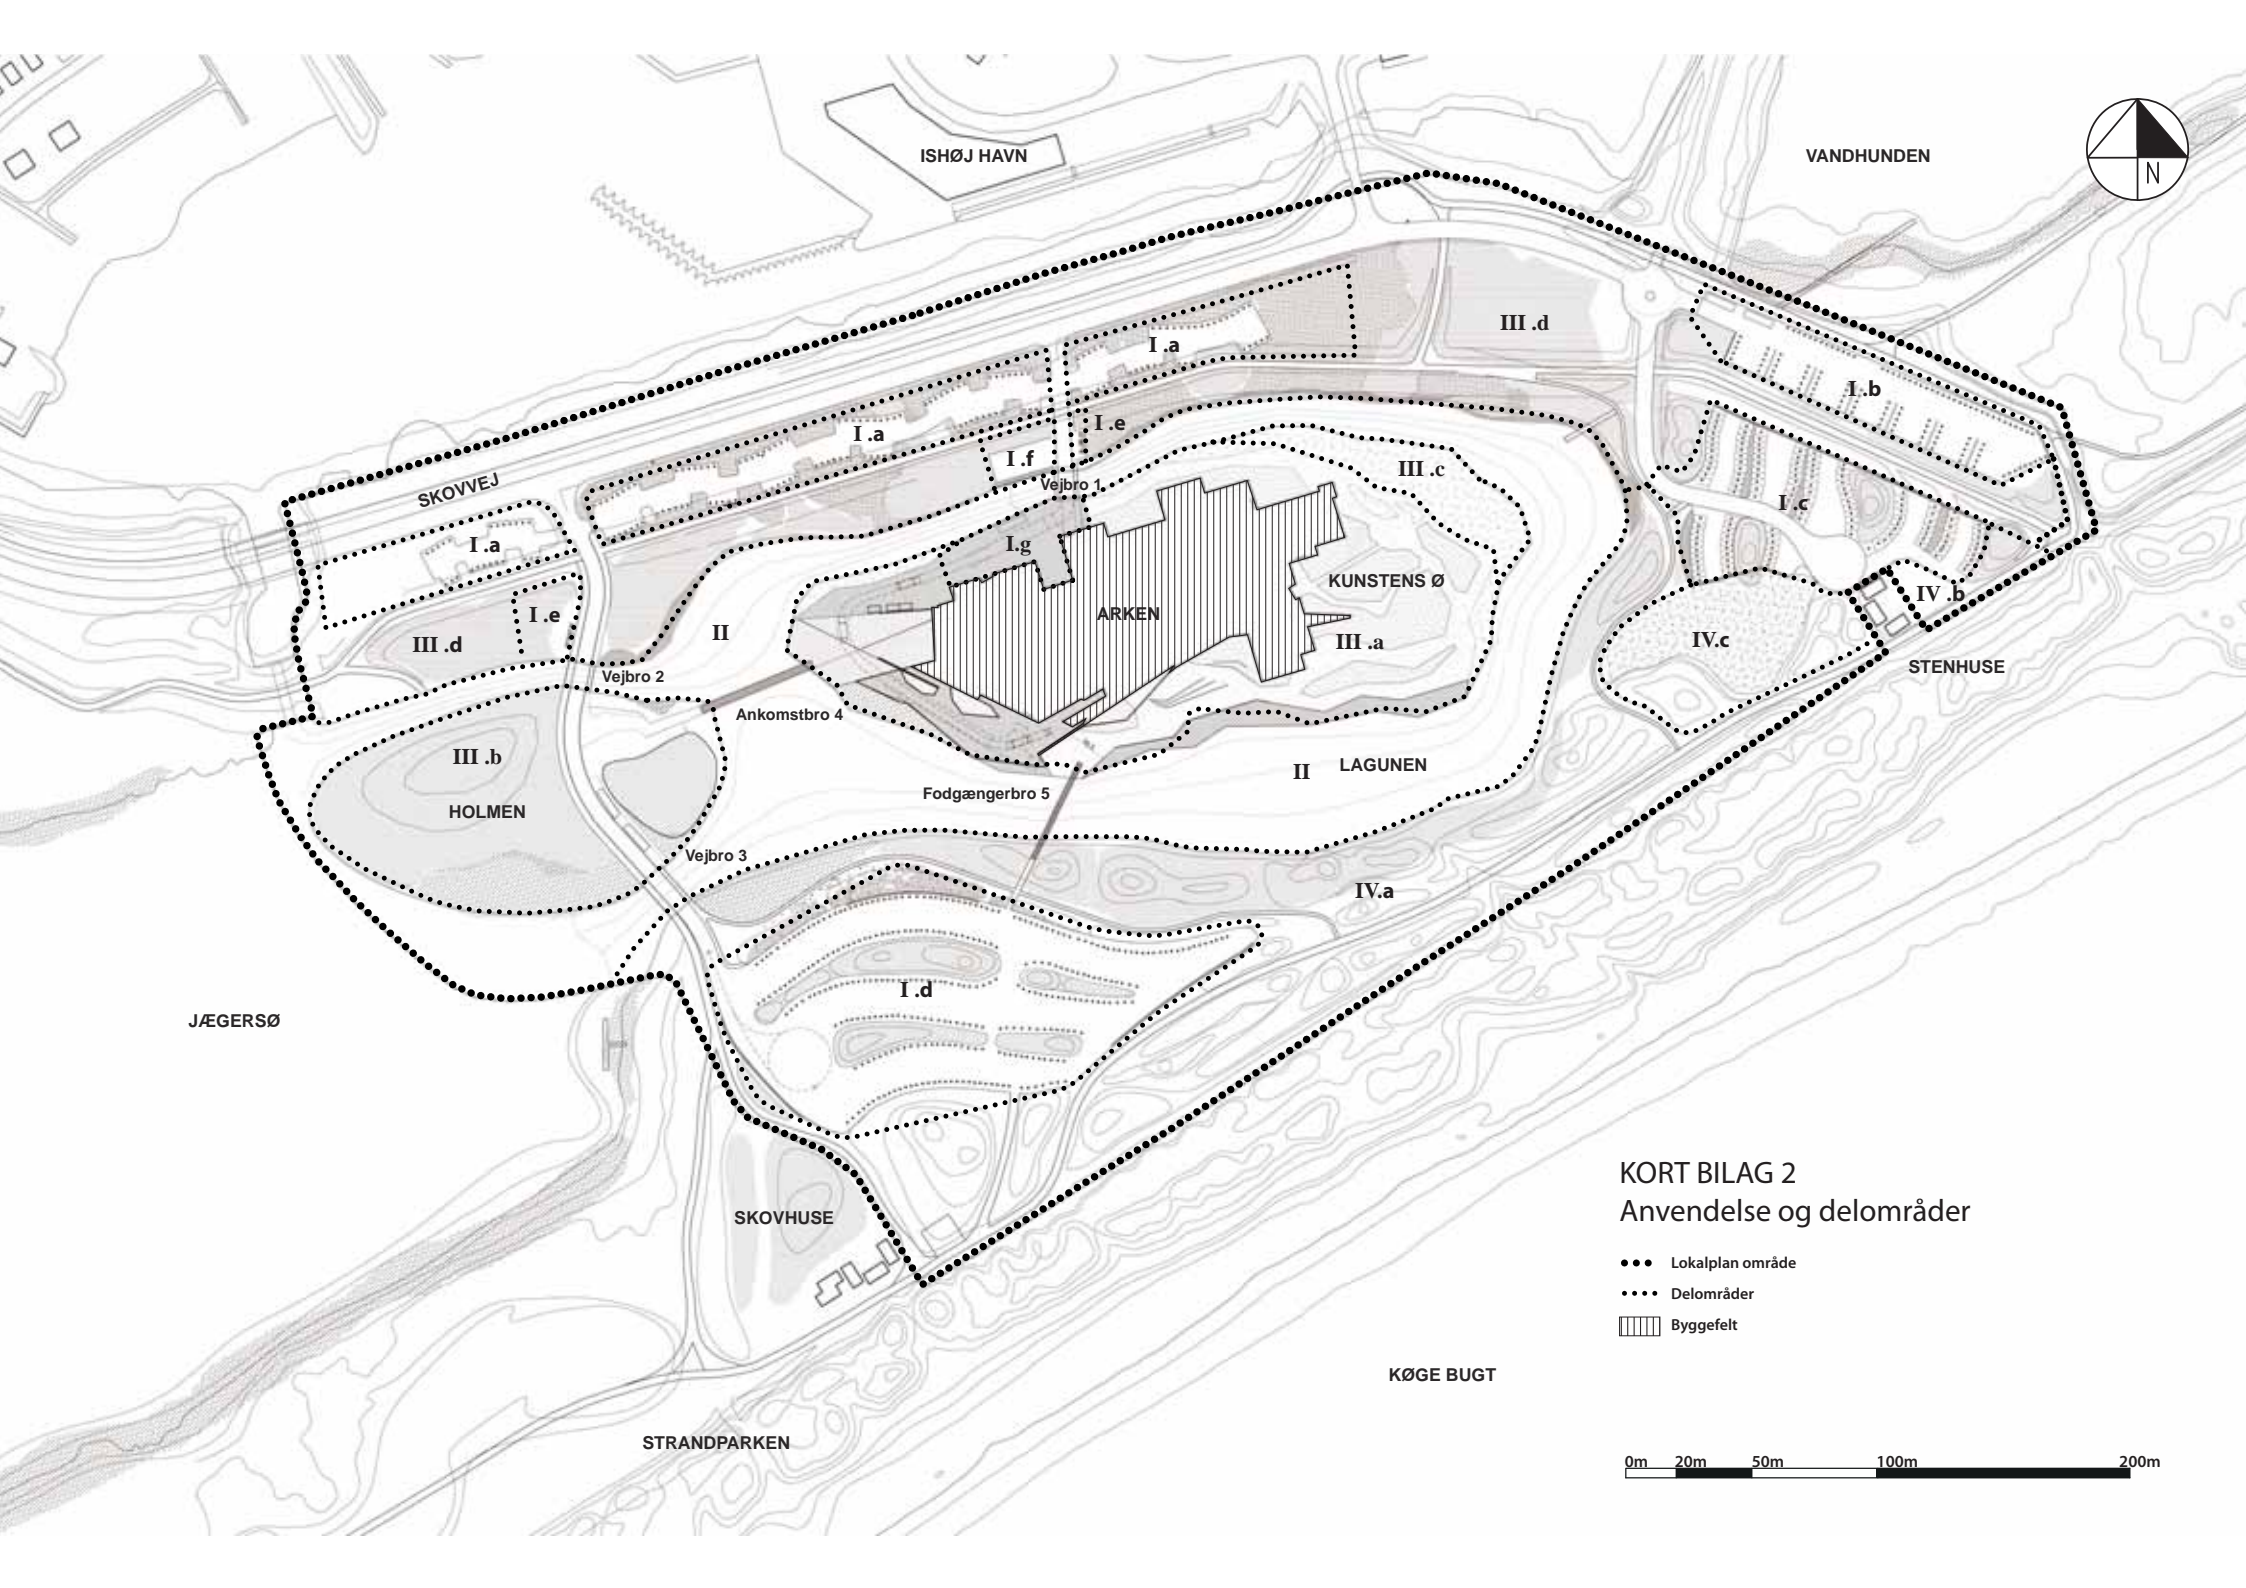 ISHØJ HAVN
VANDHUNDEN
N
III .d
I .a
I .b
I .e
I .a
I .f
III .c
SKOVVEJ
Vejbro 1
I .c
I .a
I.g
KUNSTENS Ø
IV .b
ARKEN
I .e
II
III .d
III .a
IV.c
STENHUSE
Vejbro 2
Ankomstbro 4
III .b
II
LAGUNEN
Fodgængerbro 5
HOLMEN
Vejbro 3
IV.a
I .d
JÆGERSØ
SKOVHUSE
KORT BILAG 2
Anvendelse og delområder
Lokalplan område
Delområder
Byggefelt
KØGE BUGT
STRANDPARKEN
0m 20m 50m 100m 200m